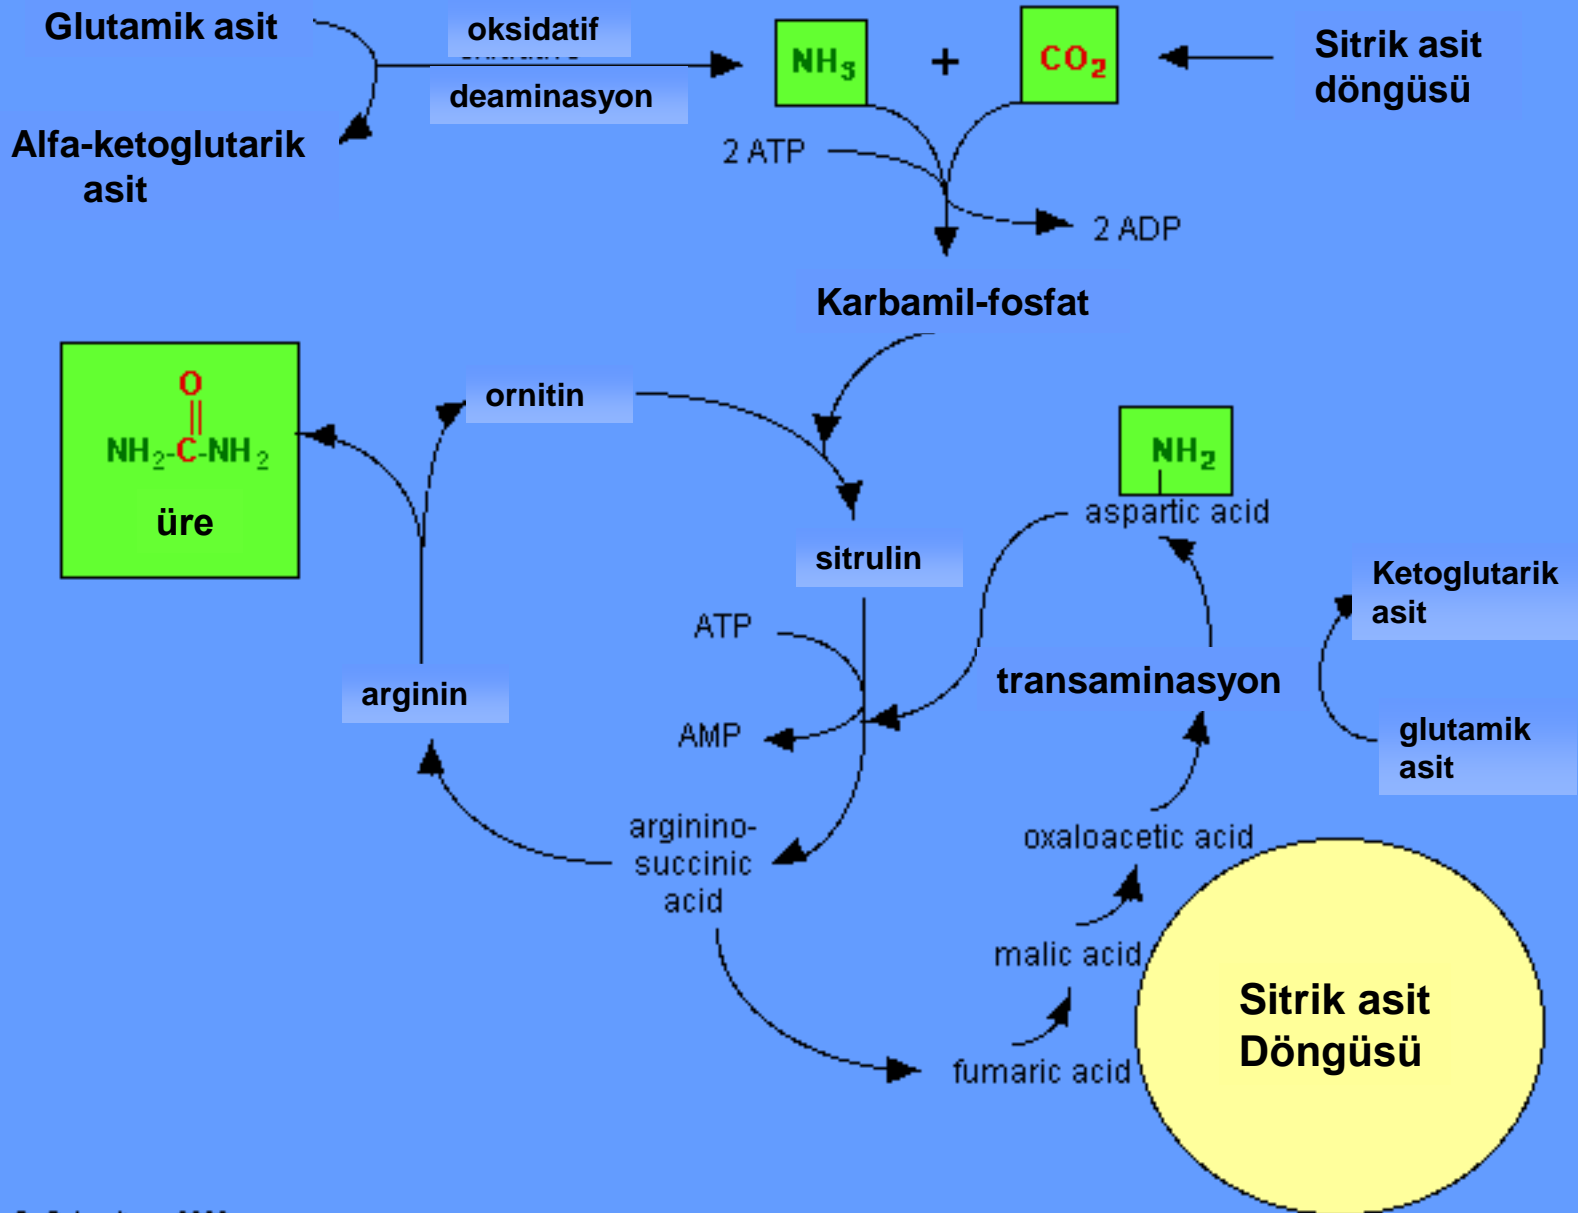 Glutamik asit
oksidatif
deaminasyon
NH3
+
CO2
Sitrik asit
döngüsü
Alfa-ketoglutarik
asit
2 ATP
2 ADP
Karbamil-fosfat
O
NH2-C-NH2
üre
ornitin
NH2
aspartic acid
sitrulin
Ketoglutarik
asit
ATP
transaminasyon
arginin
AMP
glutamik
asit
arginino-
succinic
acid
oxaloacetic acid
malic acid
Sitrik asit
Döngüsü
fumaric acid